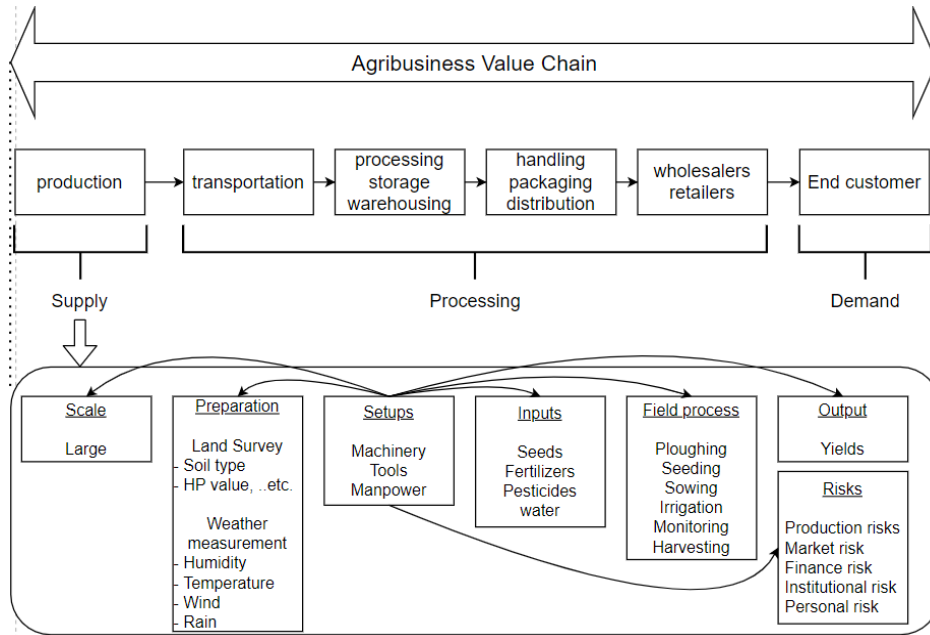 Agribusiness Value Chain
production
transportation
processing
storage
warehousing
handling
packaging
distribution
wholesalers
retailers
End customer
Supply
Processing
Demand
Scale
Large
Preparation
Land Survey
- Soil type
- HP value, ..etc.
Weather
measurement
- Humidity
- Temperature
- Wind
- Rain
Setups
Machinery
Tools
Manpower
Inputs
Seeds
Fertilizers
Pesticides
water
Field process
Ploughing
Seeding
Sowing
Irrigation
Monitoring
Harvesting
Output
Yields
Risks
Production risks
Market risk
Finance risk
Institutional risk
Personal risk